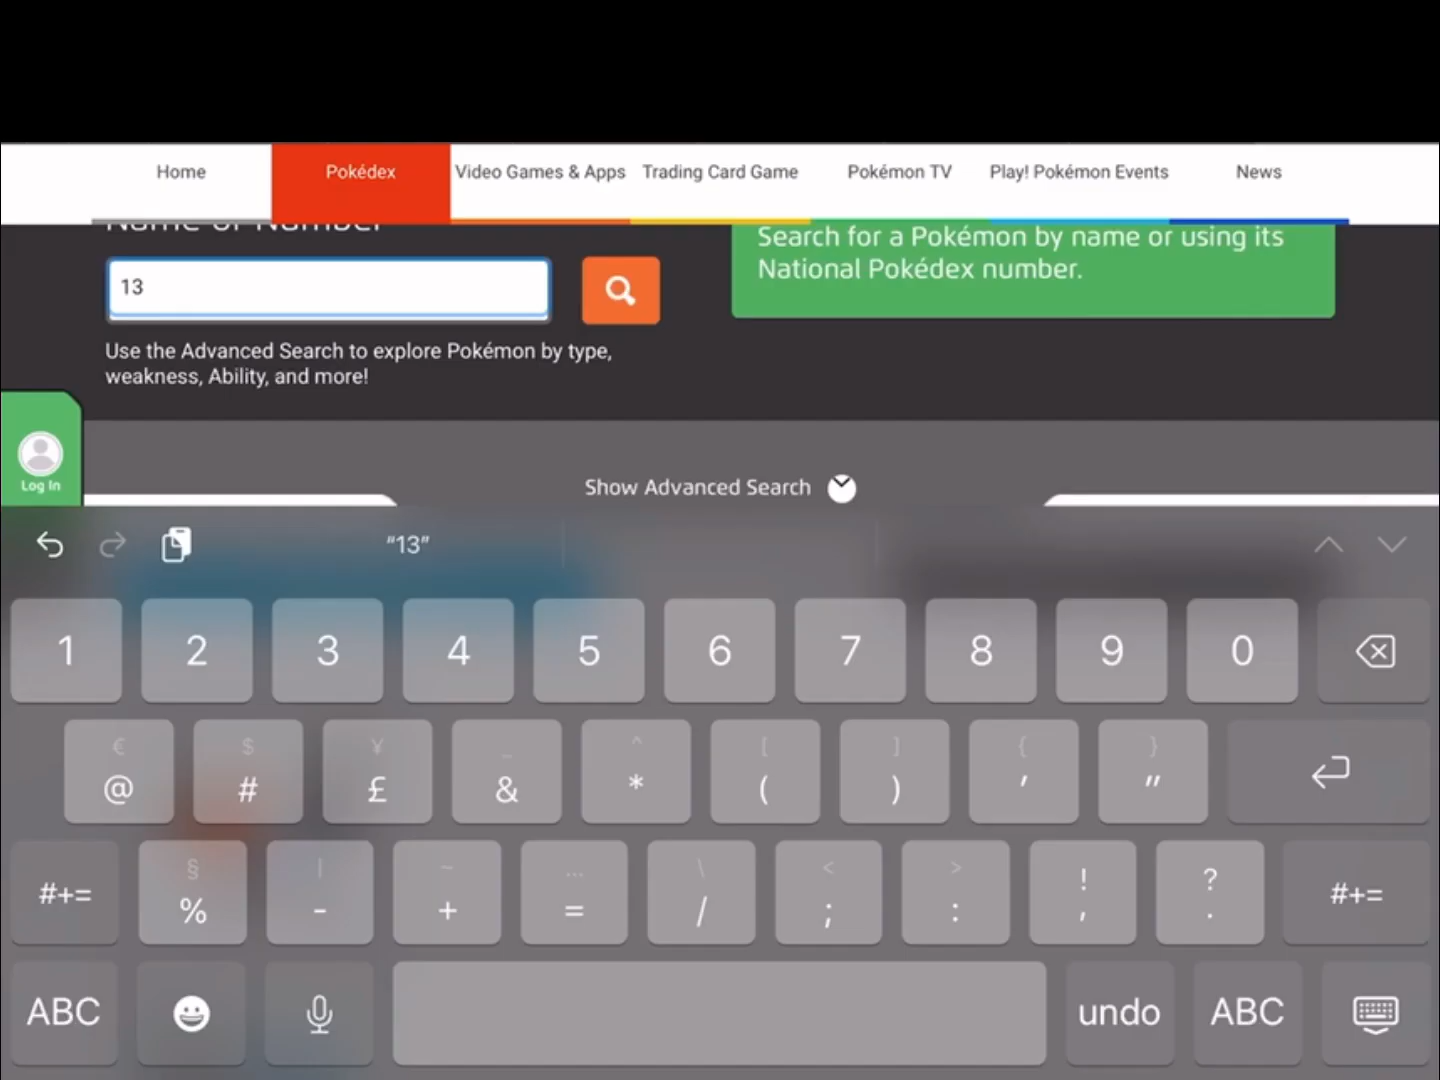 Home Pokédex Video Games & Apps Trading Card Game Pokémon TV Play! Pokémon Events News
Name or Number
13
Search for a Pokémon by name or using its
National Pokédex number.
Use the Advanced Search to explore Pokémon by type,
weakness, Ability, and more!
Log In
Show Advanced Search
“13”
1 2 3 4 5 6 7 8 9 0
€ $ ¥ _ ^ [ ] { }
@ # £ & * ( ) ' "
§ | ~ … \ < > ! ?
#+= % - + = / ; : , . #+=
ABC undo ABC